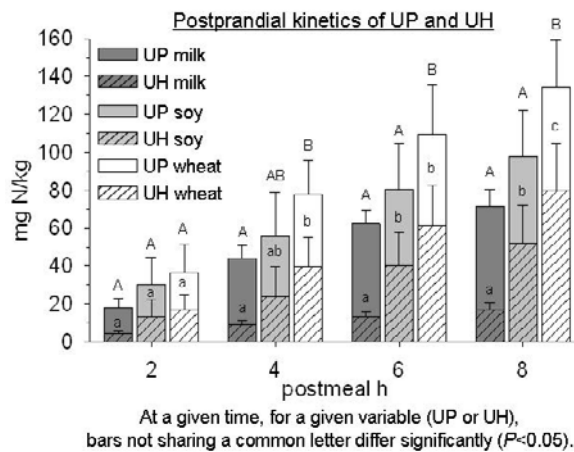 Postprandial kinetics of UP and UH
160
140
120
100
80
60
40
20
0
mg N/kg
UP milk
UH milk
UP soy
UH soy
UP wheat
UH wheat
A
A
A
a
a
a
A
AB
B
a
ab
b
A
A
B
a
b
b
A
A
B
a
b
c
2
4
6
8
postmeal h
At a given time, for a given variable (UP or UH),
bars not sharing a common letter differ significantly (P<0.05).